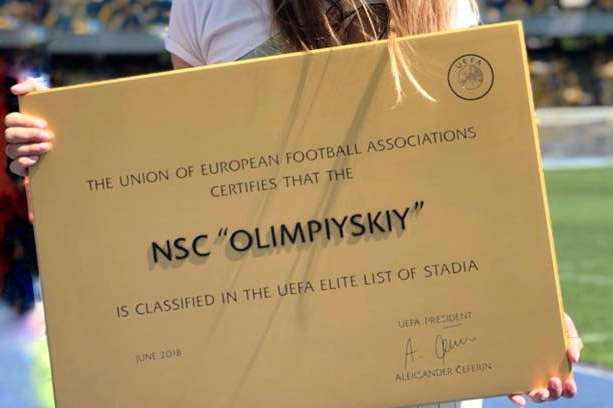 UEFA
THE UNION OF EUROPEAN FOOTBALL ASSOCIATIONS
CERTIFIES THAT THE
NSC "OLIMPIYSKIY"
IS CLASSIFIED IN THE UEFA ELITE LIST OF STADIA
UEFA PRESIDENT
JUNE 2018
ALEKSANDER ČEFERIN